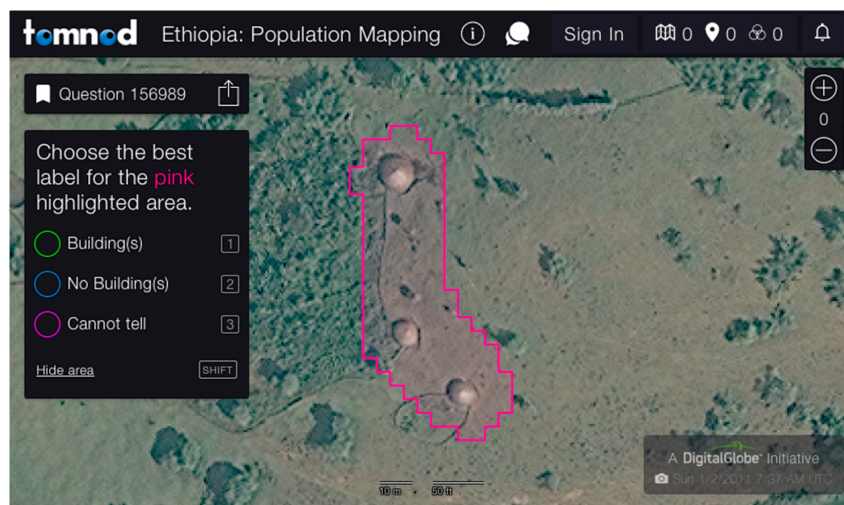 tomnod Ethiopia: Population Mapping i Sign In 0 0 0
Question 156989
0
Choose the best
label for the pink
highlighted area.
Building(s) 1
No Building(s) 2
Cannot tell 3
Hide area SHIFT
A DigitalGlobe Initiative
Sun 1/2/2011 7:37 AM UTC
10 m 50 ft